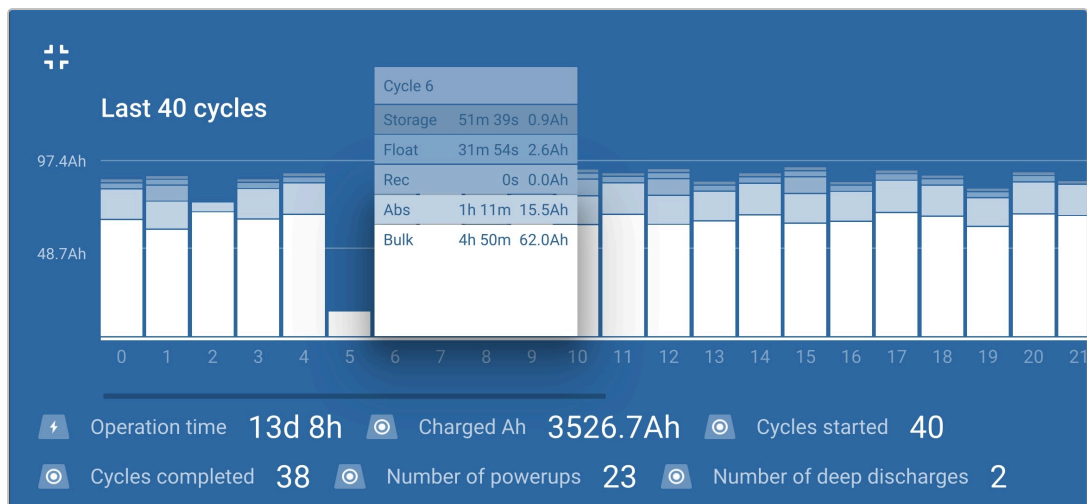 Last 40 cycles
97.4Ah
48.7Ah
Cycle 6
Storage 51m 39s 0.9Ah
Float 31m 54s 2.6Ah
Rec 0s 0.0Ah
Abs 1h 11m 15.5Ah
Bulk 4h 50m 62.0Ah
0 1 2 3 4 5 6 7 8 9 10 11 12 13 14 15 16 17 18 19 20 21
Operation time 13d 8h Charged Ah 3526.7Ah Cycles started 40
Cycles completed 38 Number of powerups 23 Number of deep discharges 2